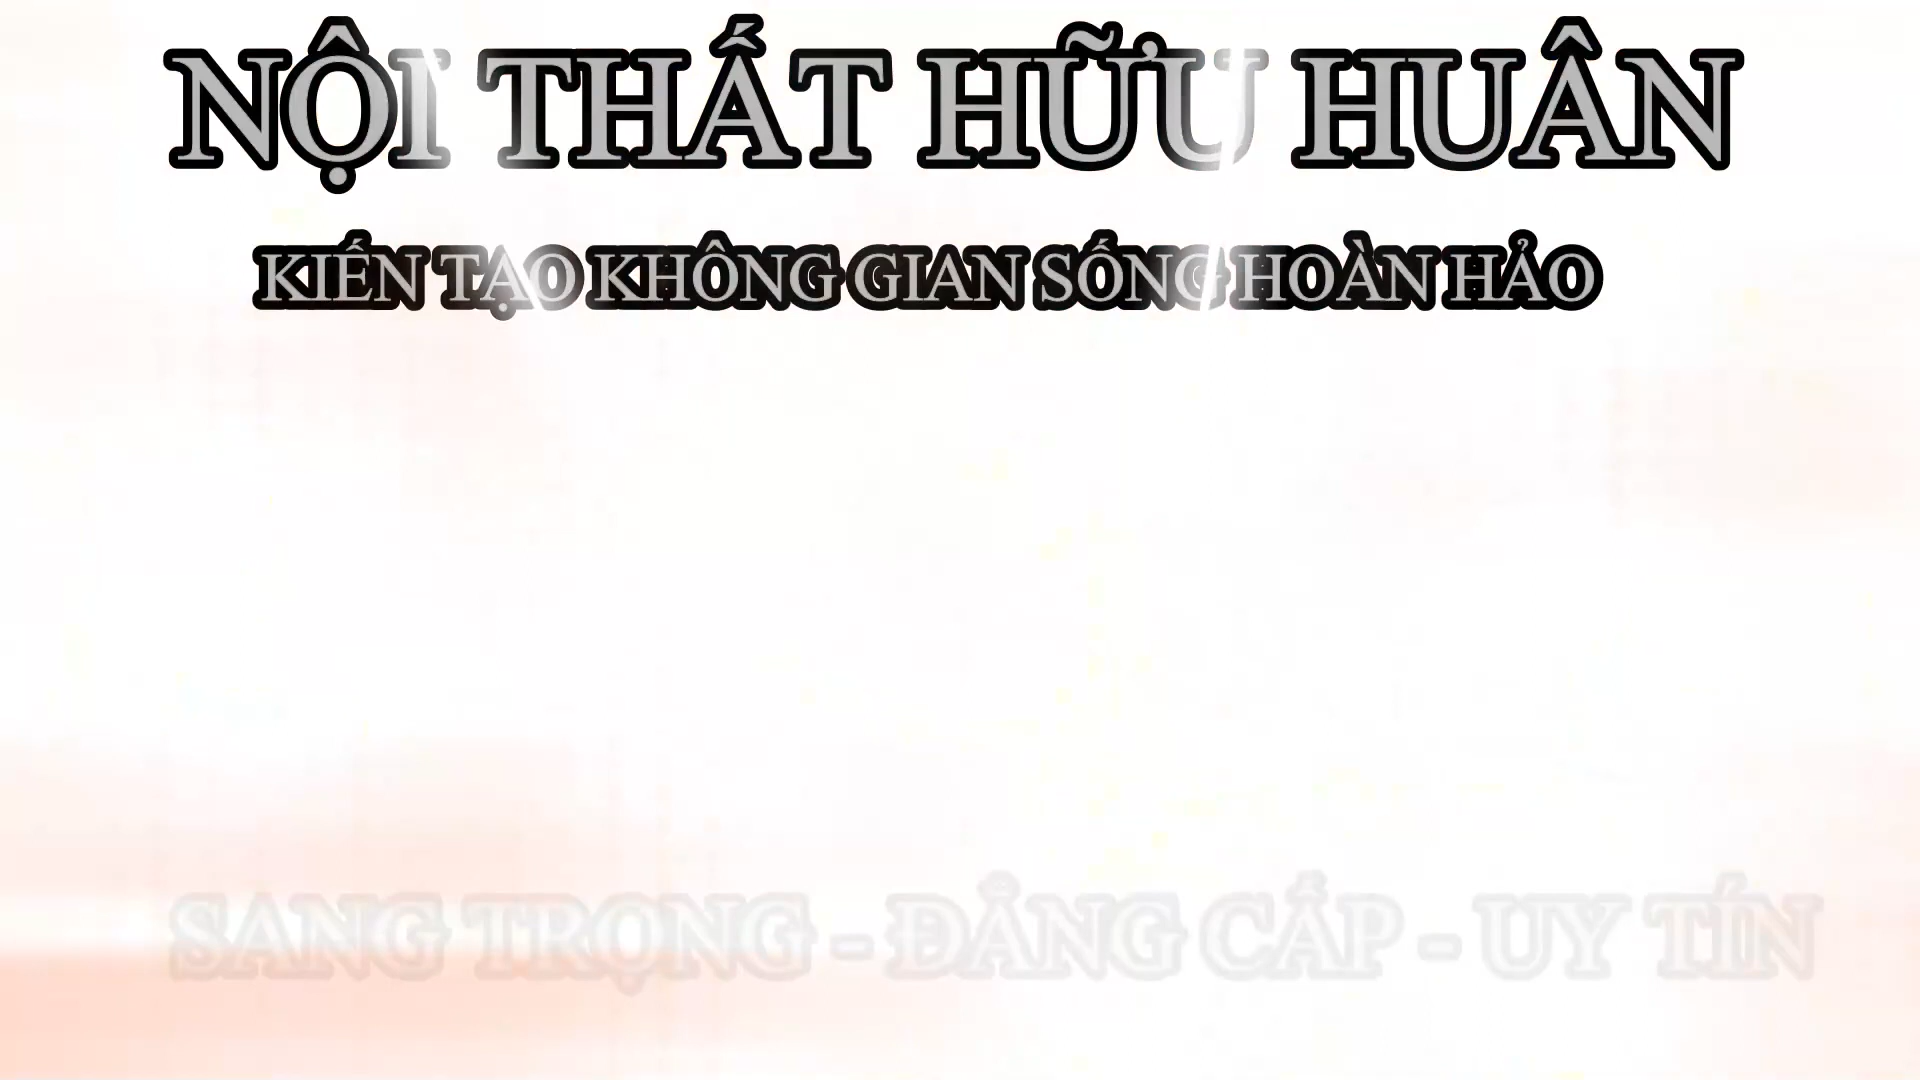 NỘI THẤT HỮU HUÂN
KIẾN TẠO KHÔNG GIAN SỐNG HOÀN HẢO
SANG TRỌNG - ĐẲNG CẤP - UY TÍN